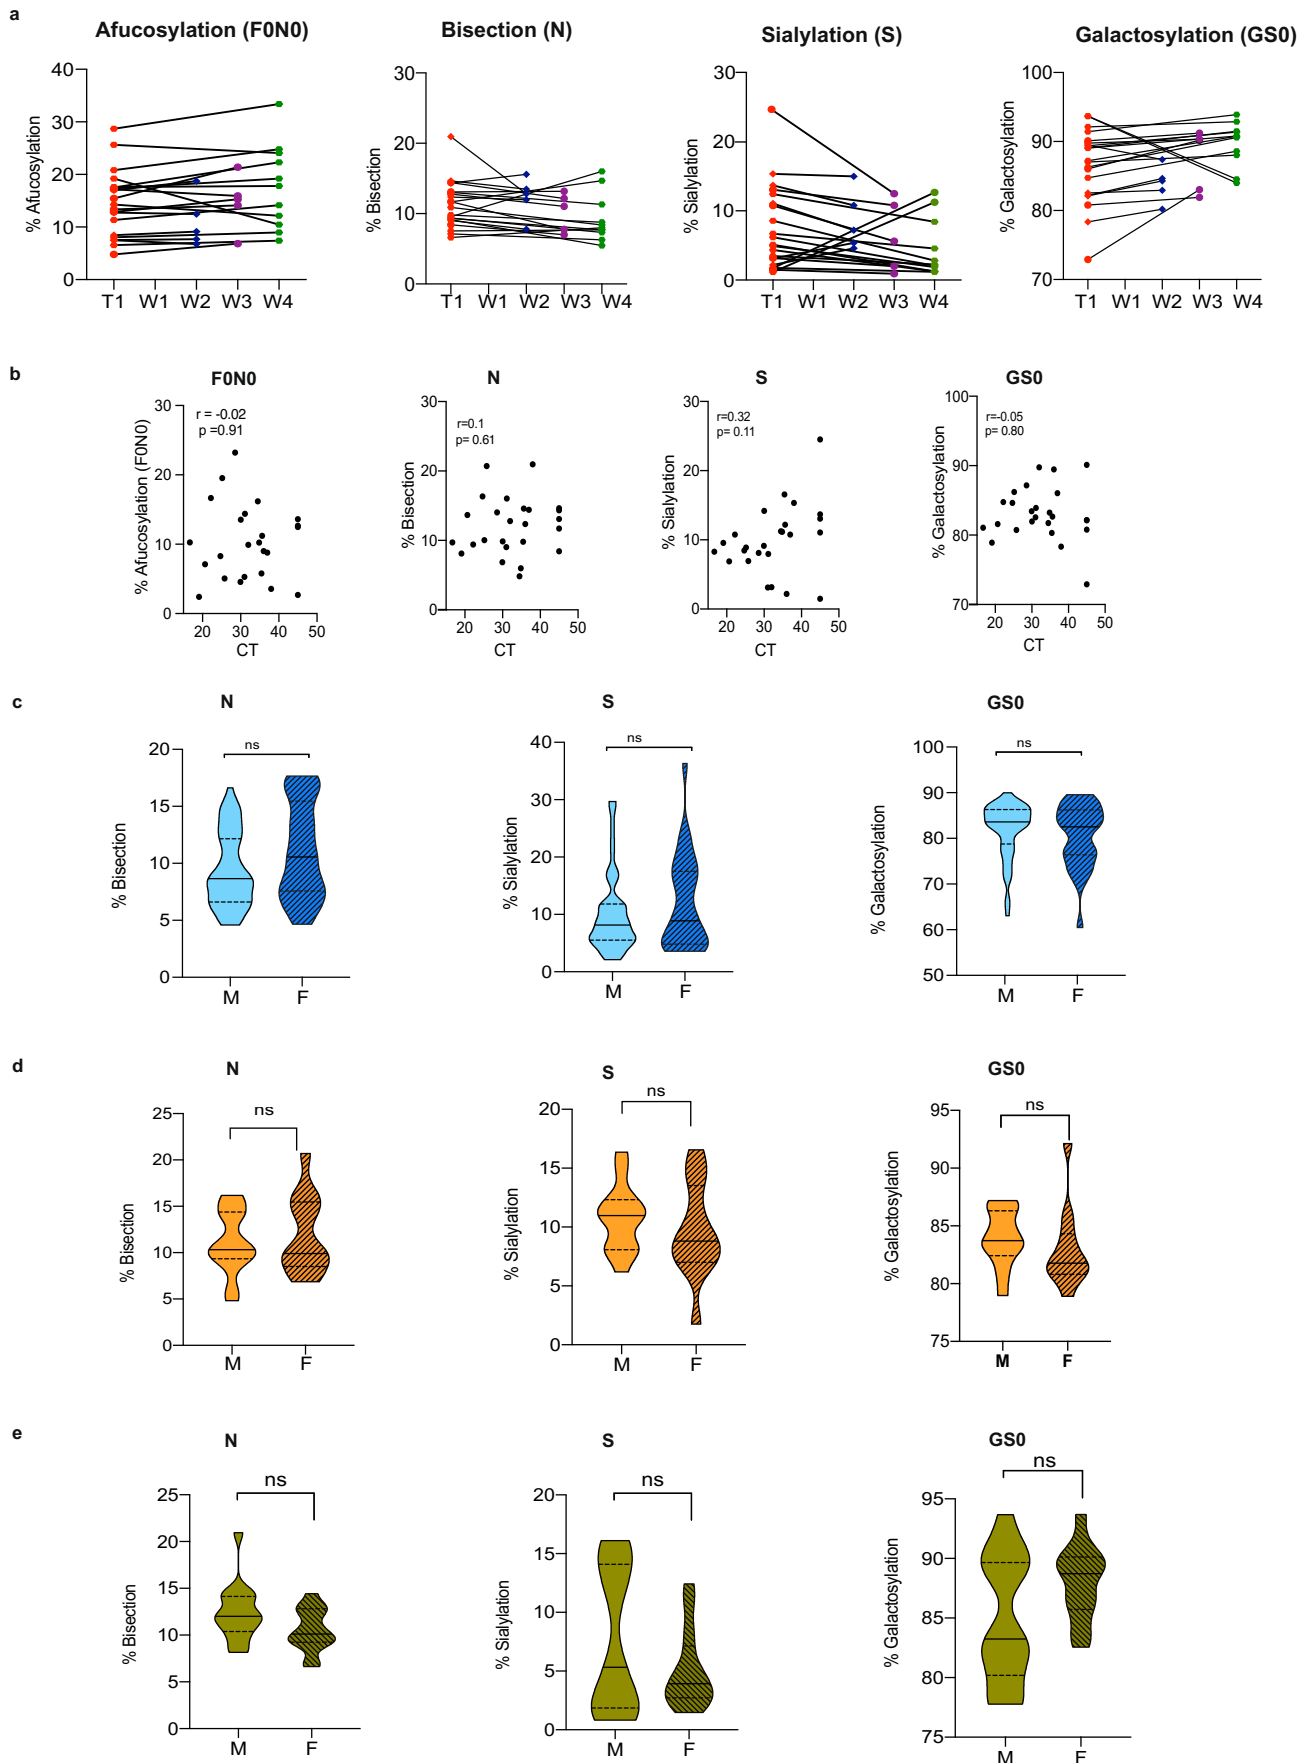 a
Afucosylation (F0N0)
Bisection (N)
Sialylation (S)
Galactosylation (GS0)
% Afucosylation
40
30
20
10
0
T1 W1 W2 W3 W4
% Bisection
30
20
10
0
T1 W1 W2 W3 W4
% Sialylation
30
20
10
0
T1 W1 W2 W3 W4
% Galactosylation
100
90
80
70
T1 W1 W2 W3 W4
b
F0N0
r = -0.02
p =0.91
% Afucosylation (F0N0)
30
20
10
0
20 30 40 50
CT
N
r=0.1
p= 0.61
% Bisection
30
20
10
0
20 30 40 50
CT
S
r=0.32
p= 0.11
% Sialylation
30
20
10
0
20 30 40 50
CT
GS0
r=-0.05
p= 0.80
% Galactosylation
100
90
80
70
20 30 40 50
CT
c
N
ns
% Bisection
20
15
10
5
0
M F
S
ns
% Sialylation
40
30
20
10
0
M F
GS0
ns
% Galactosylation
100
90
80
70
60
50
M F
d
N
ns
% Bisection
25
20
15
10
5
0
M F
S
ns
% Sialylation
20
15
10
5
0
M F
GS0
ns
% Galactosylation
95
90
85
80
75
M F
e
N
ns
% Bisection
25
20
15
10
5
0
M F
S
ns
% Sialylation
20
15
10
5
0
M F
GS0
ns
% Galactosylation
95
90
85
80
75
M F